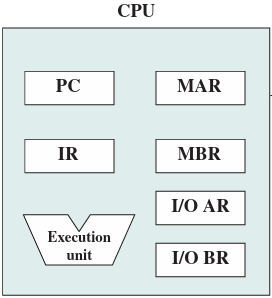 CPU
PC
MAR
IR
MBR
I/O AR
Execution
unit
I/O BR